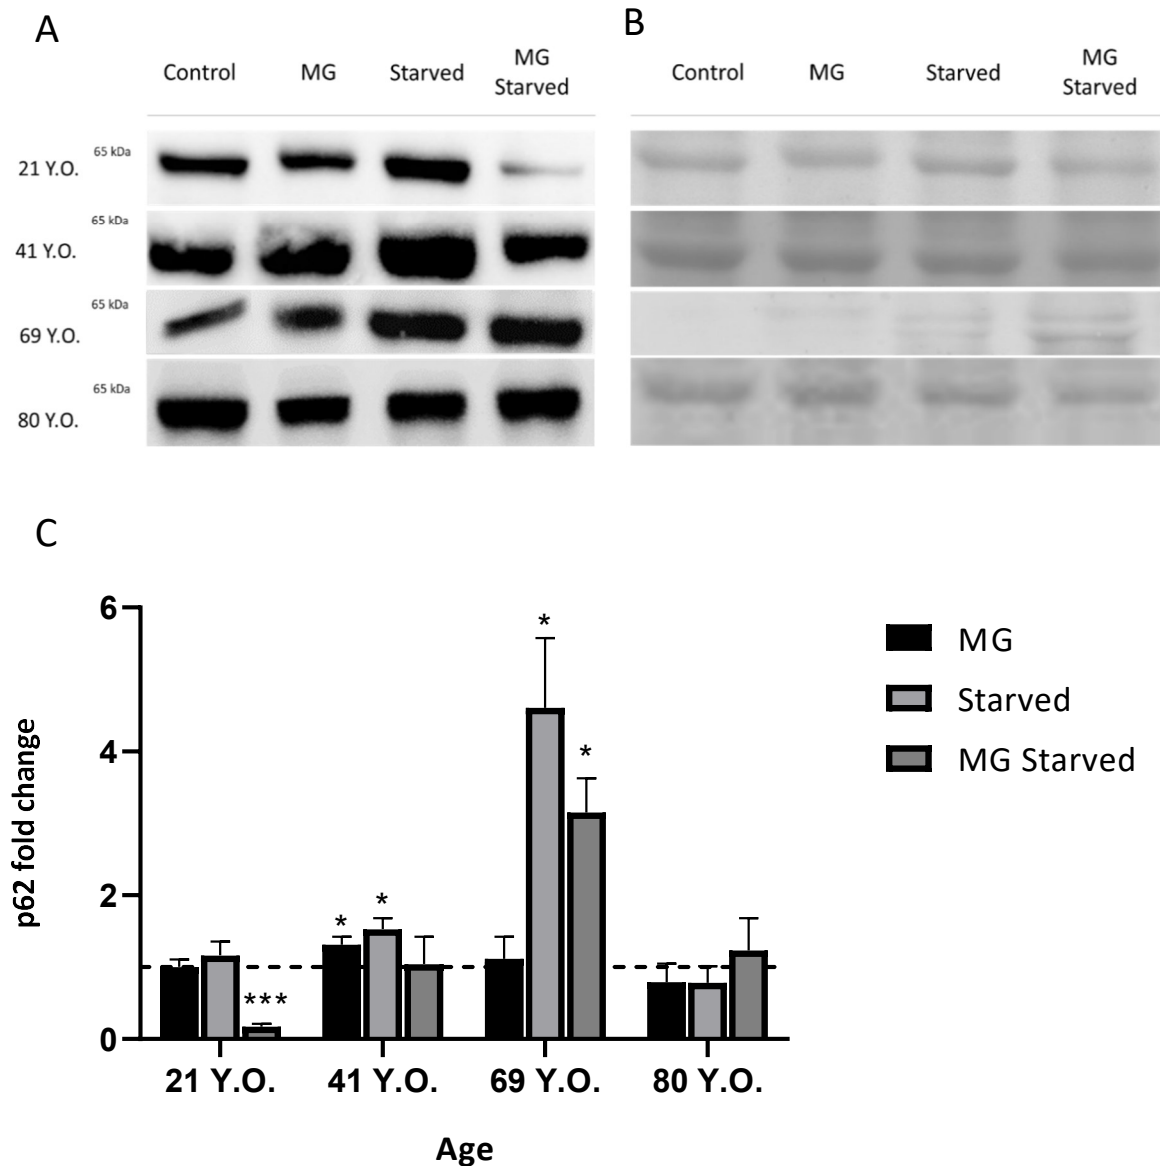 A
B
Control MG Starved MG Starved
Control MG Starved MG Starved
65 kDa
21 Y.O.
65 kDa
41 Y.O.
65 kDa
69 Y.O.
65 kDa
80 Y.O.
C
p62 fold change
6
4
2
0
*
*
*
*
***
MG
Starved
MG Starved
21 Y.O. 41 Y.O. 69 Y.O. 80 Y.O.
Age